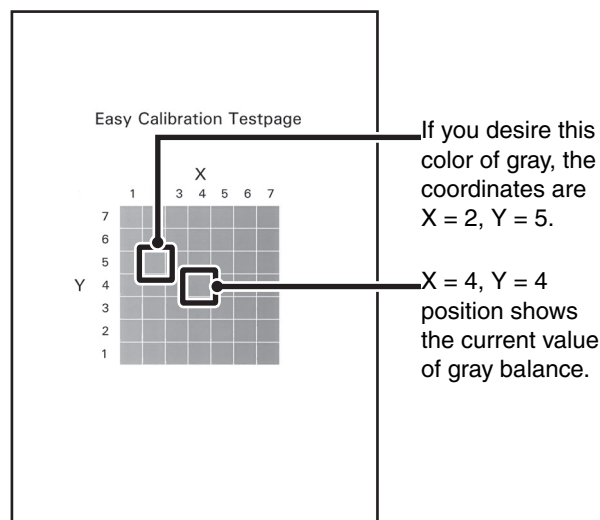 Easy Calibration Testpage
X
1 3 4 5 6 7
7
6
5
Y 4
3
2
1
If you desire this
color of gray, the
coordinates are
X = 2, Y = 5.
X = 4, Y = 4
position shows
the current value
of gray balance.